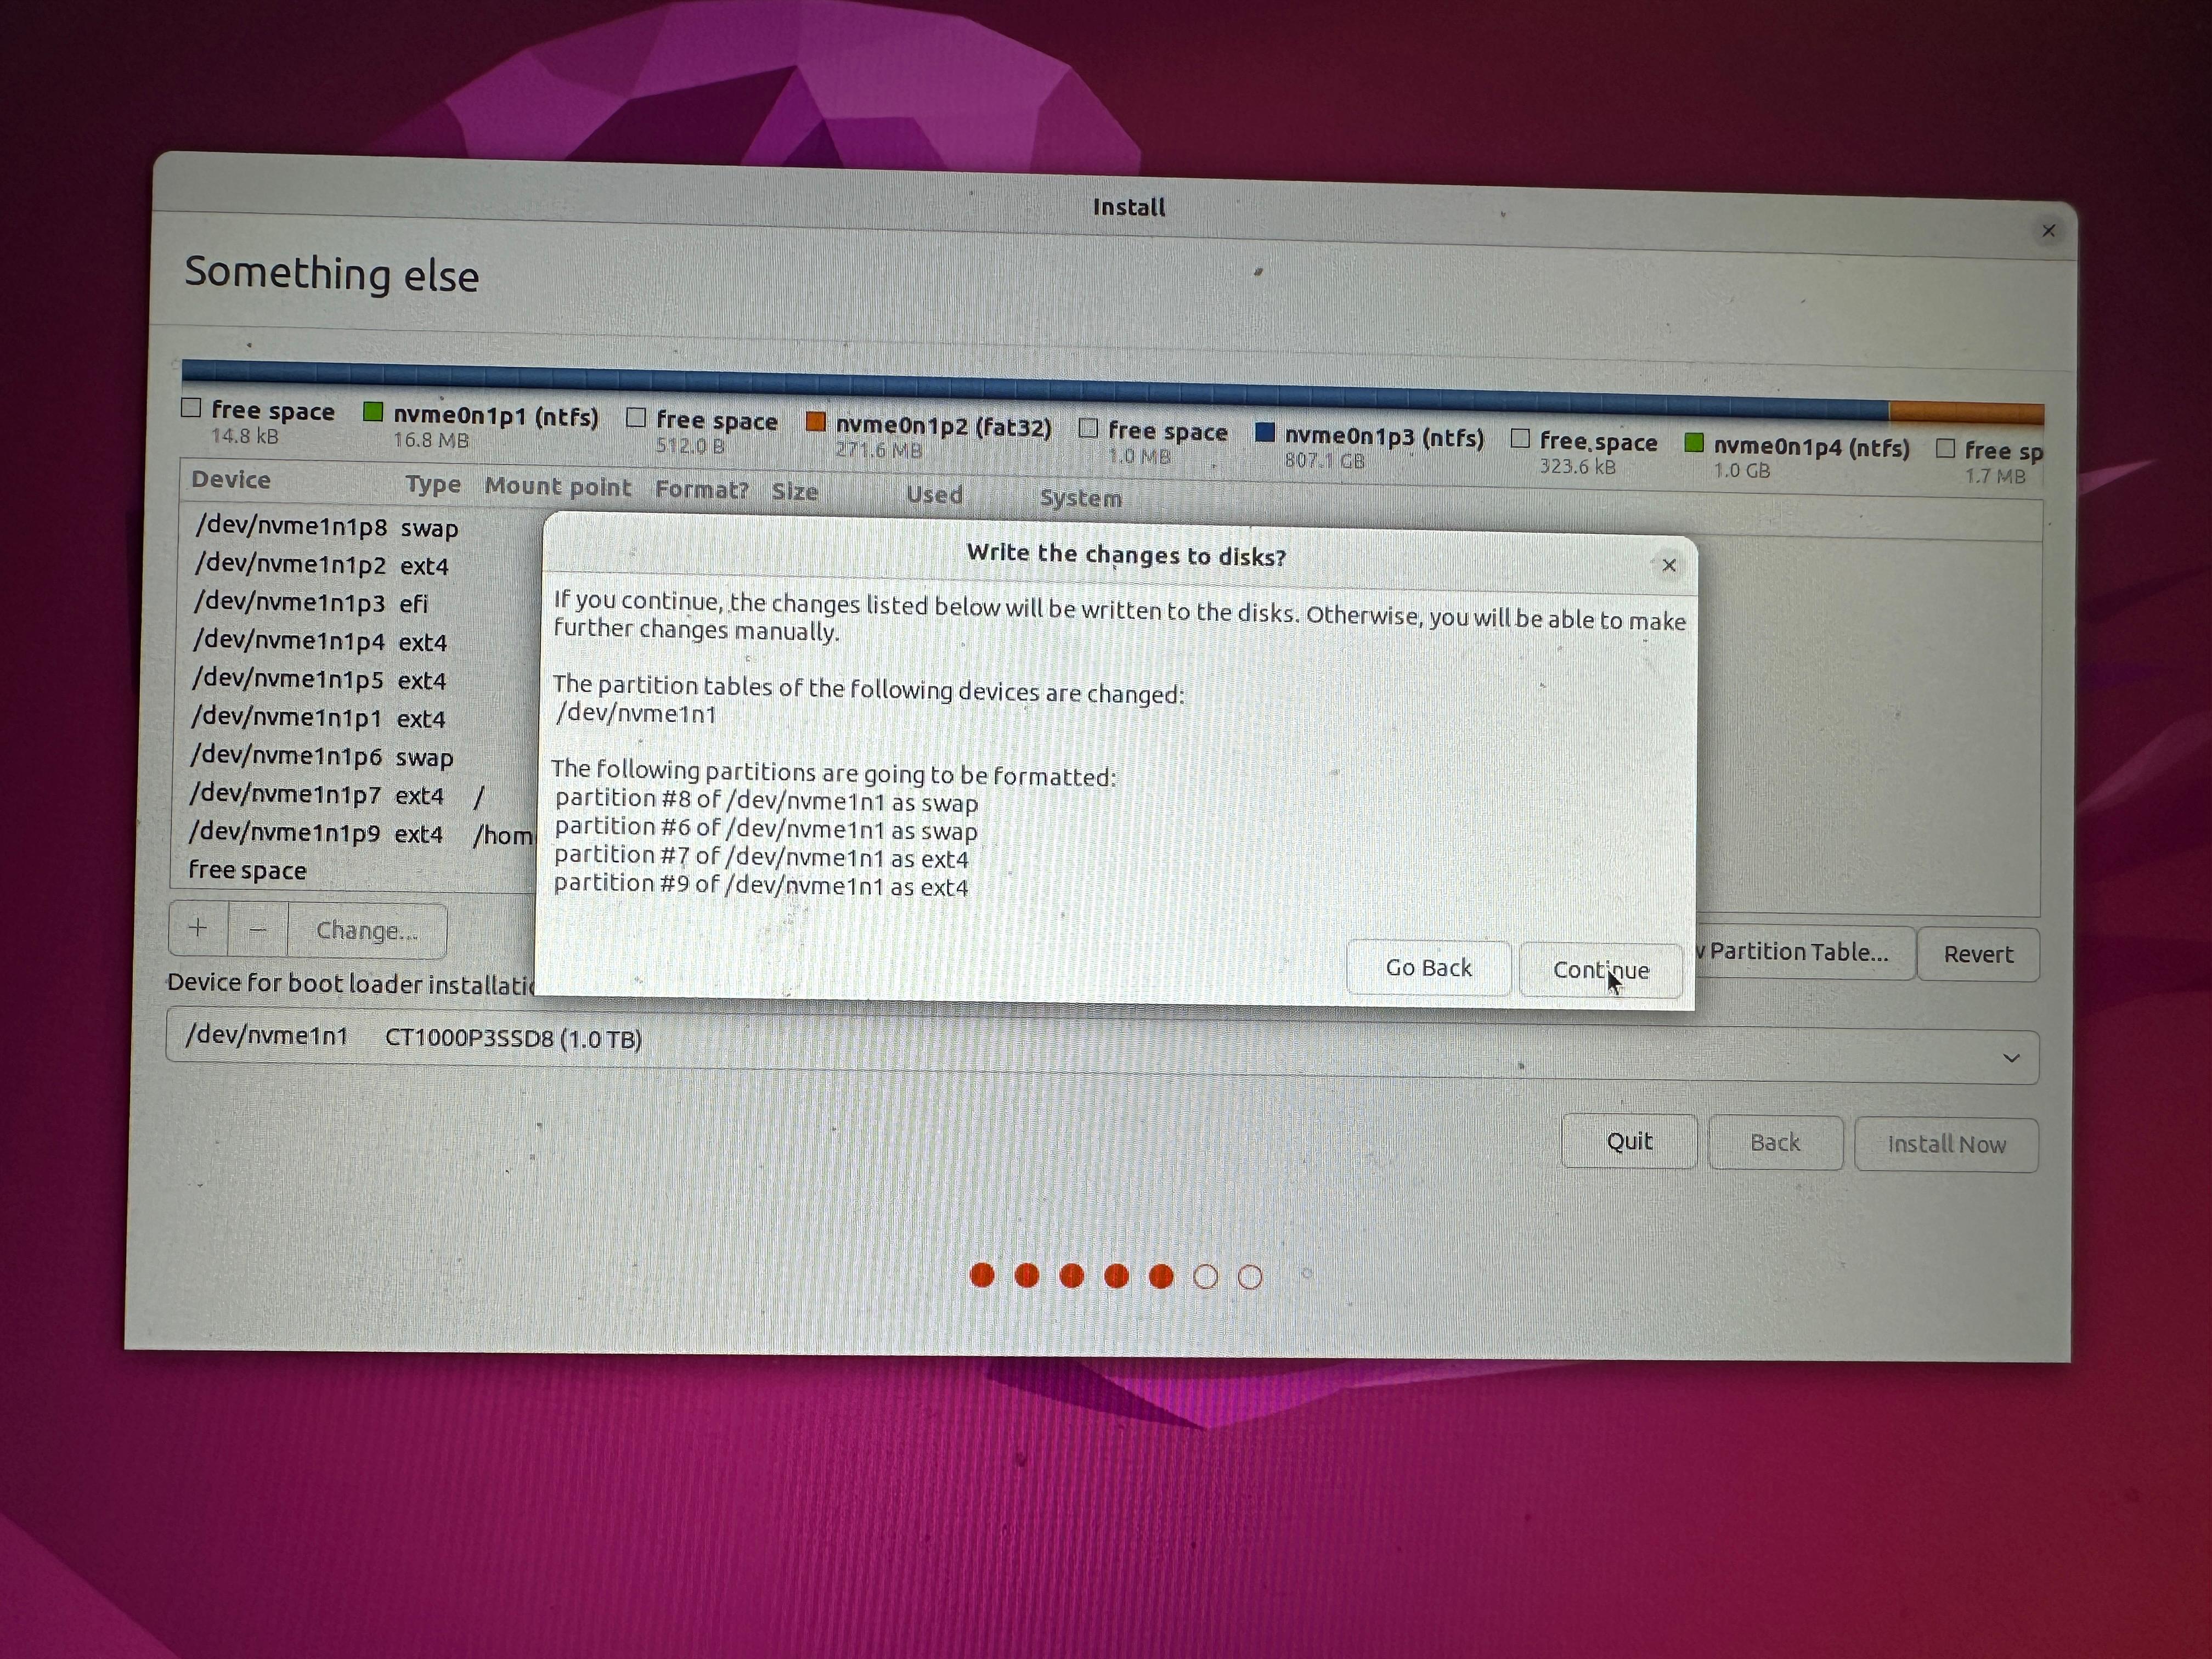 Install
Something else
free space nvme0n1p1 (ntfs) free space nvme0n1p2 (fat32) free space nvme0n1p3 (ntfs) free space nvme0n1p4 (ntfs) free sp
14.8 kB 16.8 MB 512.0 B 271.6 MB 1.0 MB 807.1 GB 323.6 kB 1.0 GB 1.7 MB
Device Type Mount point Format? Size Used System
/dev/nvme1n1p8 swap
/dev/nvme1n1p2 ext4
/dev/nvme1n1p3 efi
/dev/nvme1n1p4 ext4
/dev/nvme1n1p5 ext4
/dev/nvme1n1p1 ext4
/dev/nvme1n1p6 swap
/dev/nvme1n1p7 ext4 /
/dev/nvme1n1p9 ext4 /hom
free space
Write the changes to disks?
If you continue, the changes listed below will be written to the disks. Otherwise, you will be able to make
further changes manually.
The partition tables of the following devices are changed:
/dev/nvme1n1
The following partitions are going to be formatted:
partition #8 of /dev/nvme1n1 as swap
partition #6 of /dev/nvme1n1 as swap
partition #7 of /dev/nvme1n1 as ext4
partition #9 of /dev/nvme1n1 as ext4
Go Back Continue
+ − Change... Partition Table... Revert
Device for boot loader installatio
/dev/nvme1n1 CT1000P3SSD8 (1.0 TB)
Quit Back Install Now